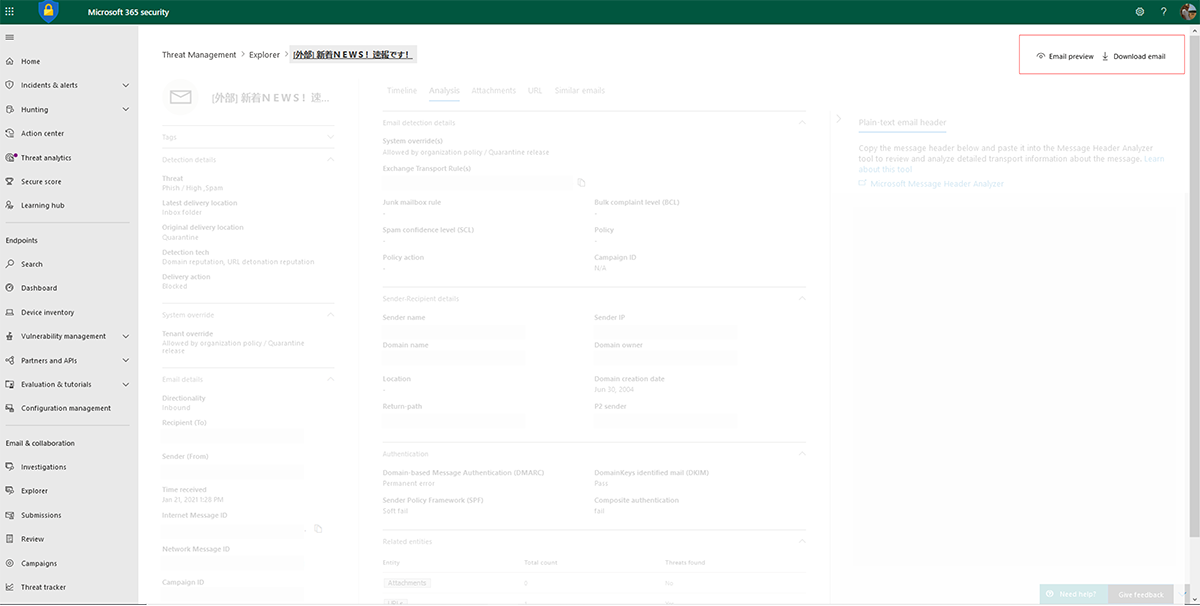 Microsoft 365 security
?
Home
Incidents & alerts
Hunting
Action center
Threat analytics
Secure score
Learning hub
Endpoints
Search
Dashboard
Device inventory
Vulnerability management
Partners and APIs
Evaluation & tutorials
Configuration management
Email & collaboration
Investigations
Explorer
Submissions
Review
Campaigns
Threat tracker
Threat Management > Explorer > [外部] 新着ＮＥＷＳ！ 速報です！
Email preview
Download email
[外部] 新着ＮＥＷＳ！ 速...
Tags
Detection details
Threat
Phish / High_Spam
Latest delivery location
Inbox folder
Original delivery location
Quarantine
Detection tech
Domain reputation, URL detonation reputation
Delivery action
Blocked
System override
Tenant override
Allowed by organization policy / Quarantine
release
Email details
Directionality
Inbound
Recipient (To)
Sender (From)
Time received
Jan 21, 2021 1:20 PM
Internet Message ID
Network Message ID
Campaign ID
Timeline
Analysis
Attachments
URL
Similar emails
Email detection details
System override(s)
Allowed by organization policy / Quarantine release
Exchange Transport Rule(s)
Junk mailbox rule
-
Bulk complaint level (BCL)
-
Spam confidence level (SCL)
-
Policy
-
Policy action
-
Campaign ID
N/A
Sender-Recipient details
Sender name
Sender IP
Domain name
Domain owner
Location
-
Domain creation date
Jun 30, 2004
Return-path
P2 sender
Authentication
Domain-based Message Authentication (DMARC)
Permanent error
DomainKeys identified mail (DKIM)
Pass
Sender Policy Framework (SPF)
Soft fail
Composite authentication
fail
Related entities
Entity Total count Threats found
Attachments 0 No
Plain-text email header
Copy the message header below and paste it into the Message Header Analyzer
tool to review and analyze detailed transport information about the message. Learn
about this tool
Microsoft Message Header Analyzer
Need help?
Give feedback